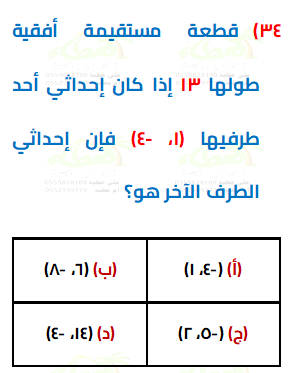 ٣٤) قطعة مستقيمة أفقية
طولها ١٣ إذا كان إحداثي أحد
طرفيها (١، -٤) فإن إحداثي
الطرف الآخر هو؟
(أ) (-٤، ١)
(ب) (٦، -٨)
(ج) (-٥، ٢)
(د) (١٤، -٤)